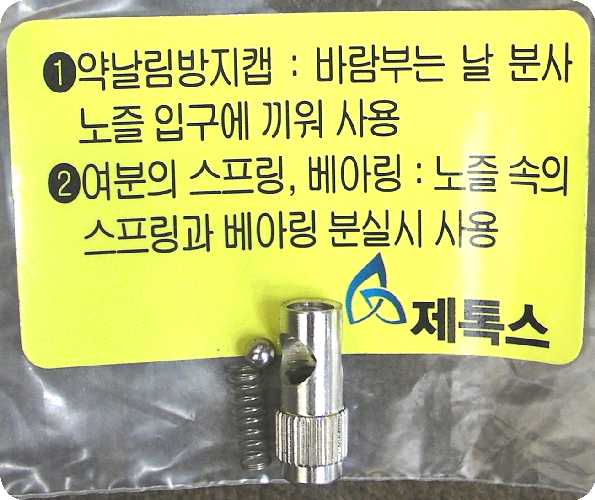 ❶약날림방지캡 : 바람부는 날 분사
노즐 입구에 끼워 사용
❷여분의 스프링, 베아링 : 노즐 속의
스프링과 베아링 분실시 사용
제톡스